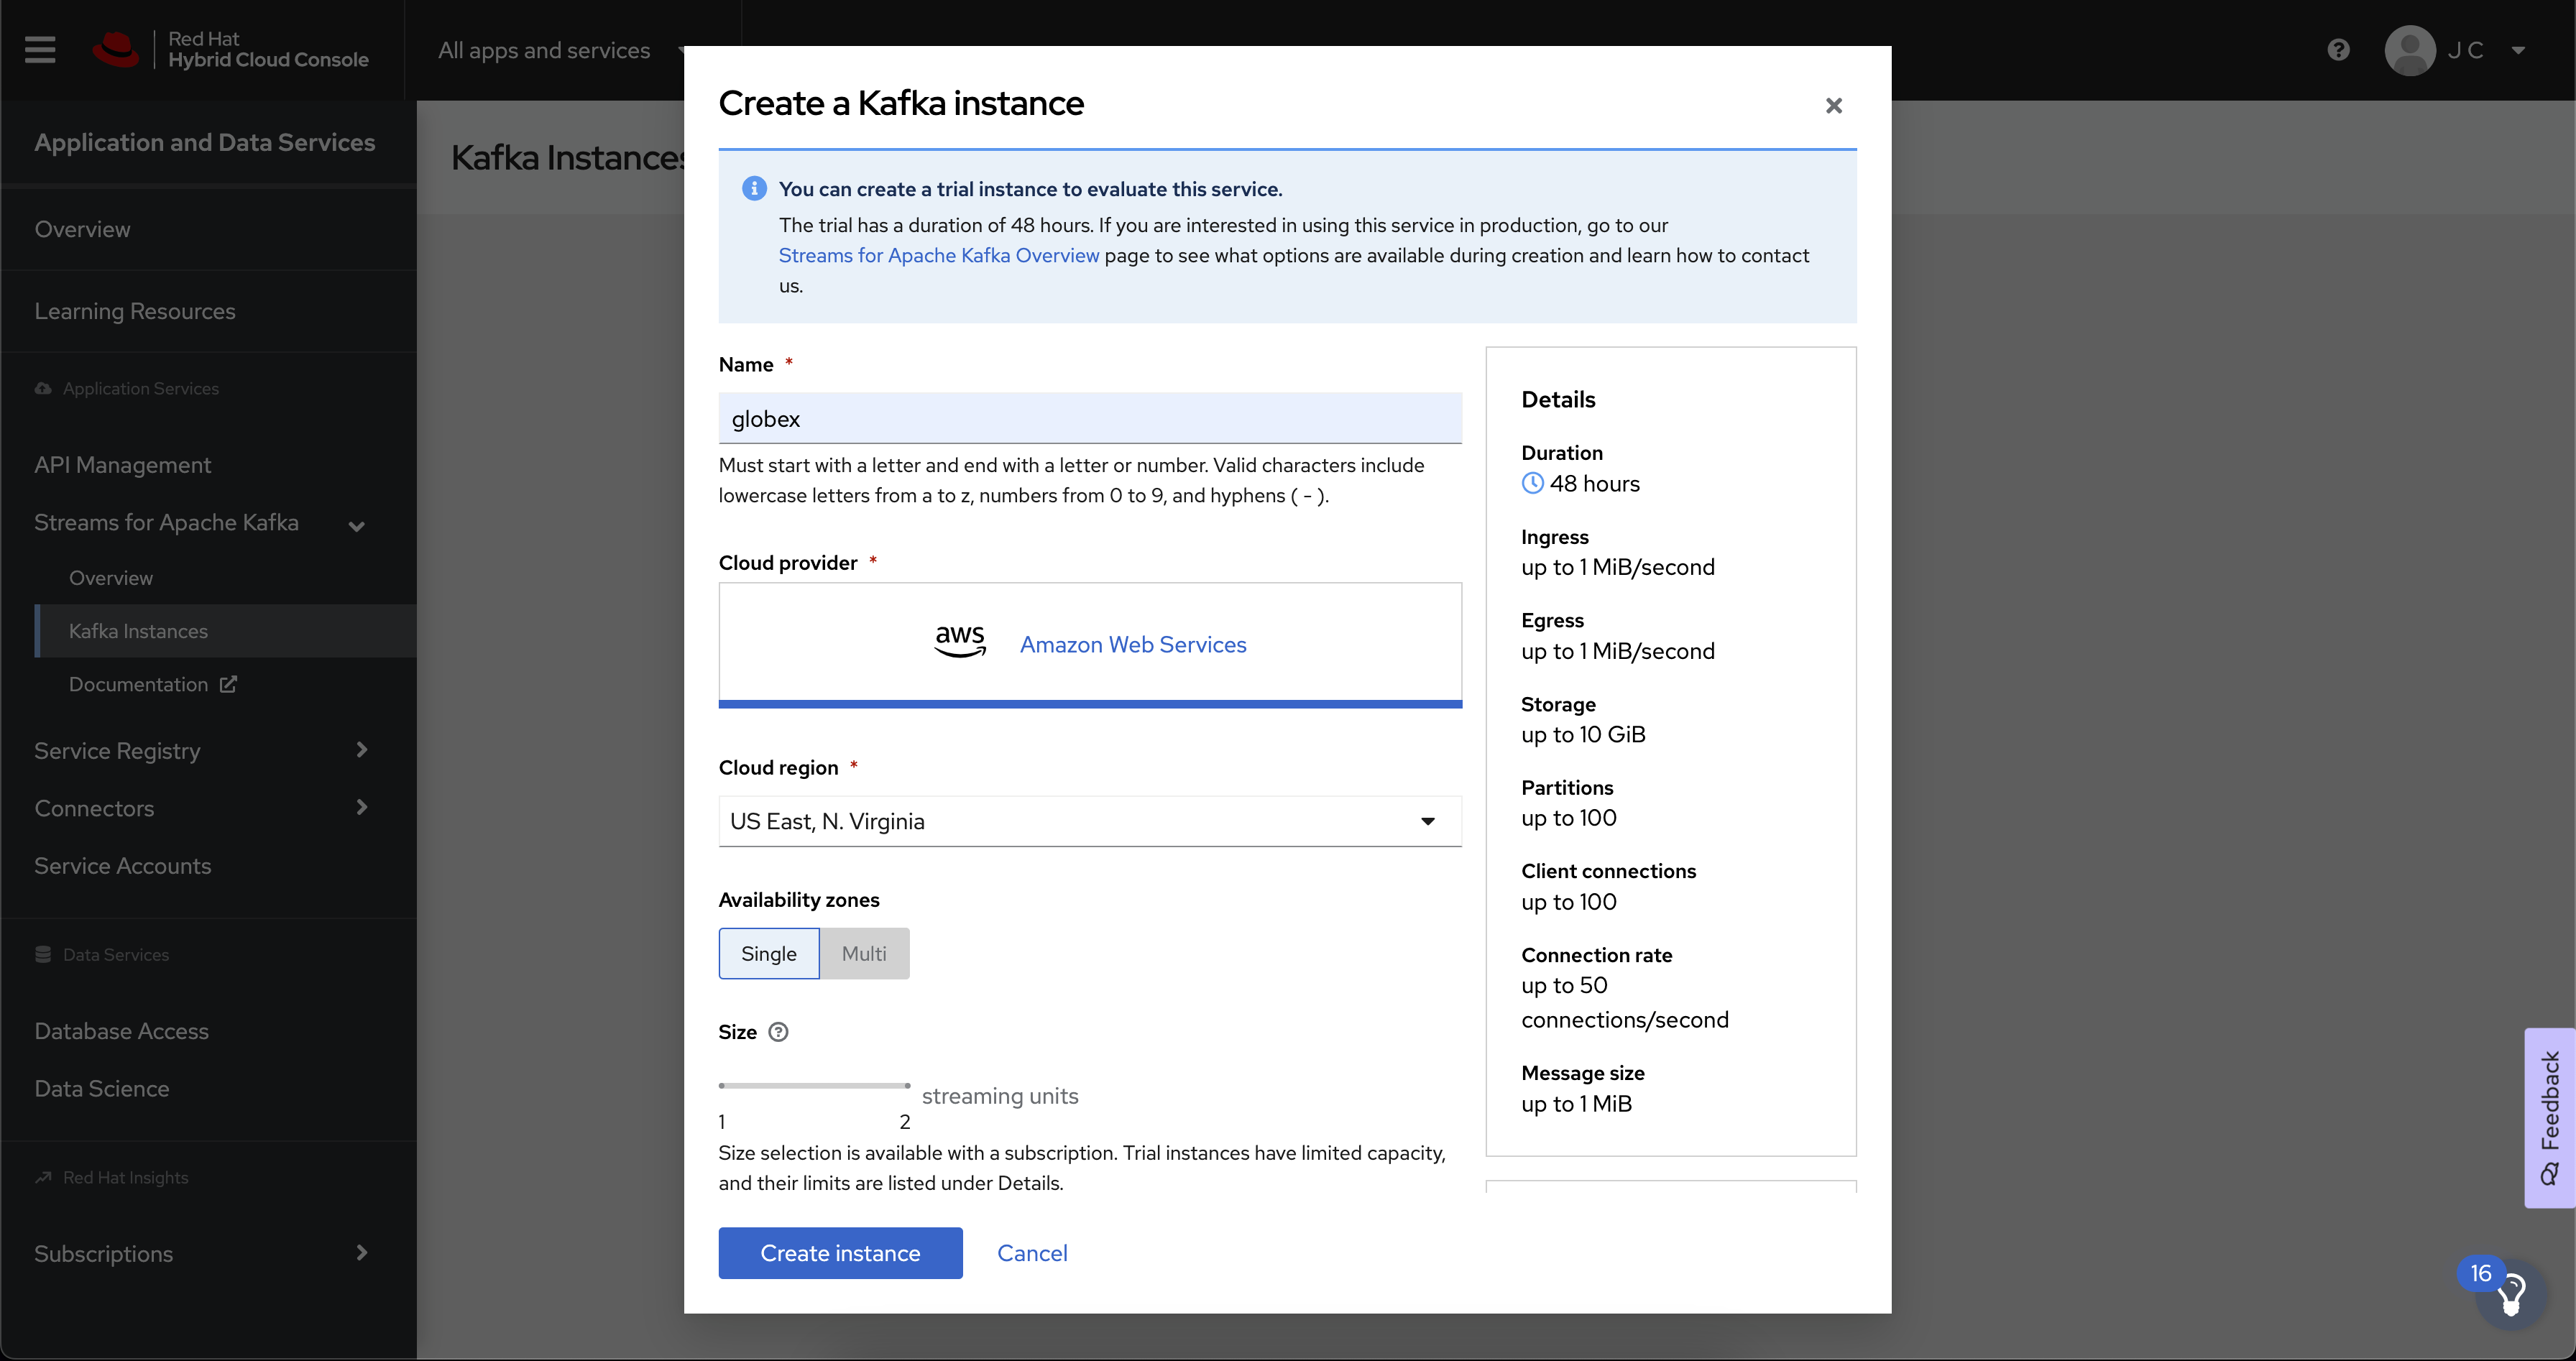 Red Hat
Hybrid Cloud Console
All apps and services
J C
Application and Data Services
Overview
Learning Resources
Application Services
API Management
Streams for Apache Kafka
Overview
Kafka Instances
Documentation
Service Registry
Connectors
Service Accounts
Data Services
Database Access
Data Science
Red Hat Insights
Subscriptions
Kafka Instances
Create a Kafka instance
You can create a trial instance to evaluate this service.
The trial has a duration of 48 hours. If you are interested in using this service in production, go to our
Streams for Apache Kafka Overview page to see what options are available during creation and learn how to contact
us.
Name *
globex
Must start with a letter and end with a letter or number. Valid characters include
lowercase letters from a to z, numbers from 0 to 9, and hyphens ( - ).
Cloud provider *
aws Amazon Web Services
Cloud region *
US East, N. Virginia
Availability zones
Single Multi
Size
streaming units
1 2
Size selection is available with a subscription. Trial instances have limited capacity,
and their limits are listed under Details.
Create instance Cancel
Details
Duration
48 hours
Ingress
up to 1 MiB/second
Egress
up to 1 MiB/second
Storage
up to 10 GiB
Partitions
up to 100
Client connections
up to 100
Connection rate
up to 50
connections/second
Message size
up to 1 MiB
Feedback
16